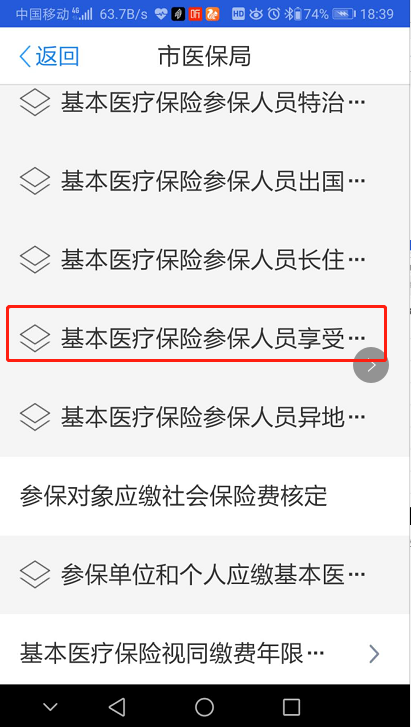 中国移动 4G 63.7B/s HD 74% 18:39
返回 市医保局
基本医疗保险参保人员特治···
基本医疗保险参保人员出国···
基本医疗保险参保人员长住···
基本医疗保险参保人员享受···
基本医疗保险参保人员异地···
参保对象应缴社会保险费核定
参保单位和个人应缴基本医···
基本医疗保险视同缴费年限···